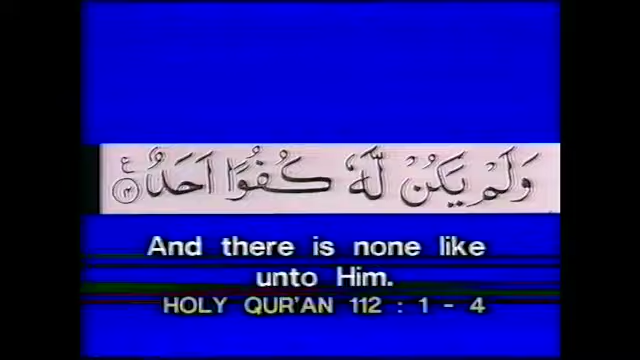 وَلَمْ يَكُنْ لَّهُ كُفُوًا اَحَدٌ
And there is none like
unto Him.
HOLY QUR'AN 112 : 1 - 4